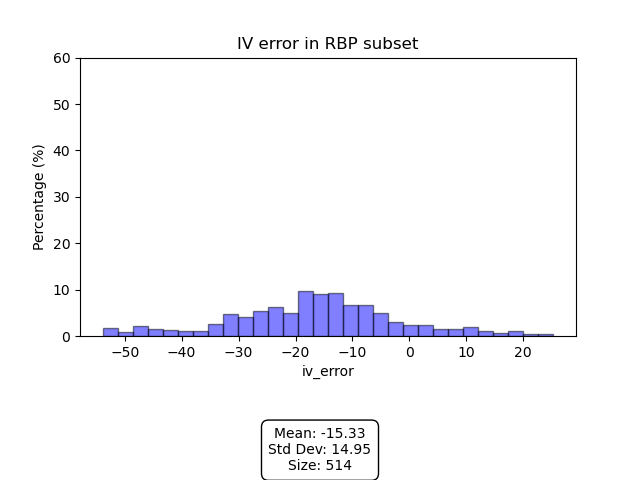 IV error in RBP subset
60
50
40
30
20
10
0
Percentage (%)
−50 −40 −30 −20 −10 0 10 20
iv_error
Mean: -15.33
Std Dev: 14.95
Size: 514